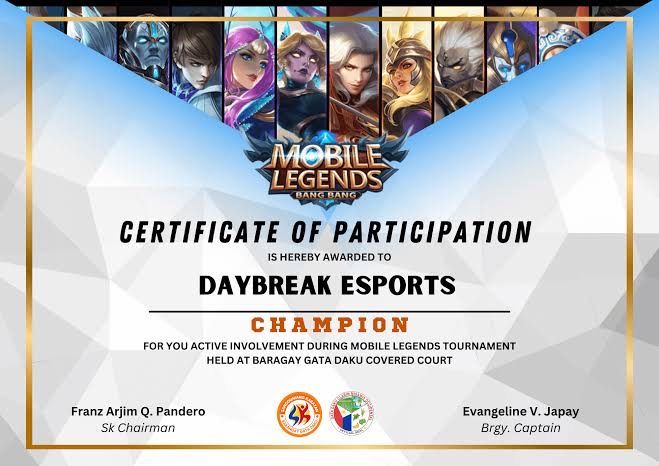 MOBILE
LEGENDS
BANG BANG
CERTIFICATE OF PARTICIPATION
IS HEREBY AWARDED TO
DAYBREAK ESPORTS
CHAMPION
FOR YOU ACTIVE INVOLVEMENT DURING MOBILE LEGENDS TOURNAMENT
HELD AT BARAGAY GATA DAKU COVERED COURT
Franz Arjim Q. Pandero
Sk Chairman
Evangeline V. Japay
Brgy. Captain